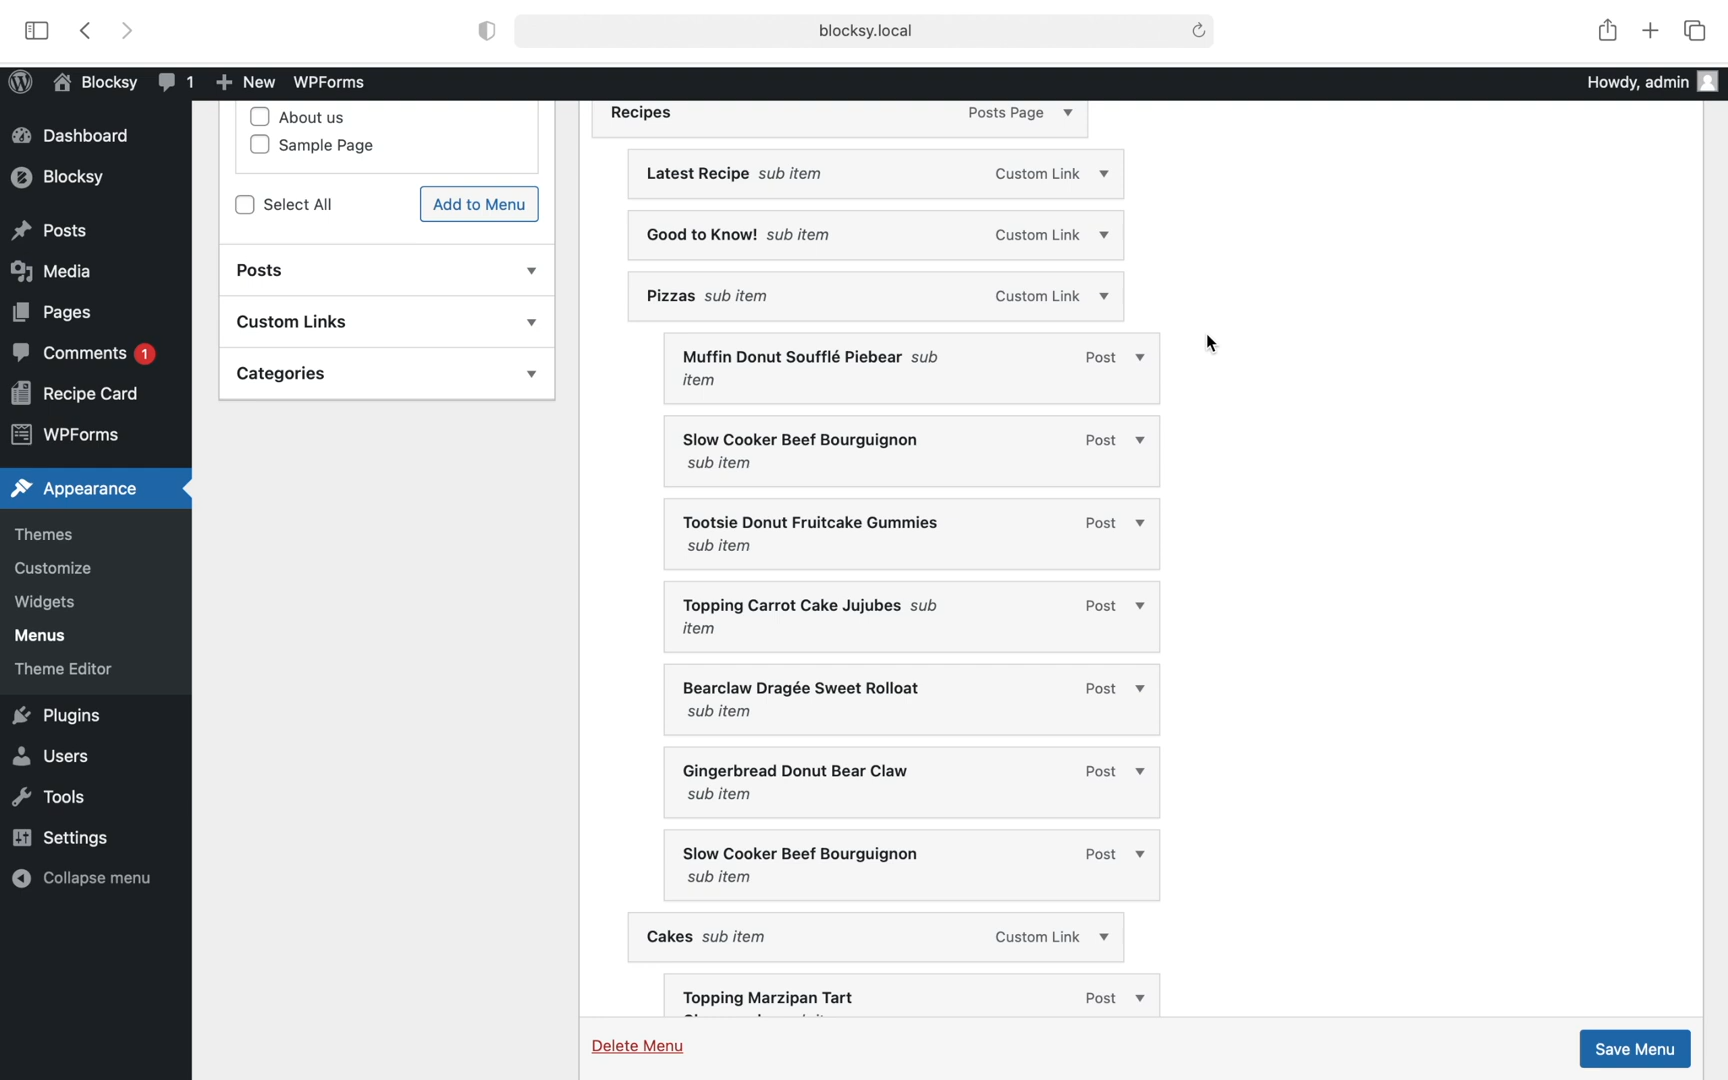 blocksy.local
Blocksy 1 New WPForms Howdy, admin
Dashboard
Blocksy
Posts
Media
Pages
Comments 1
Recipe Card
WPForms
Appearance
Themes
Customize
Widgets
Menus
Theme Editor
Plugins
Users
Tools
Settings
Collapse menu
About us
Sample Page
Select All Add to Menu
Posts
Custom Links
Categories
Recipes Posts Page
Latest Recipe sub item Custom Link
Good to Know! sub item Custom Link
Pizzas sub item Custom Link
Muffin Donut Soufflé Piebear sub Post
item
Slow Cooker Beef Bourguignon Post
sub item
Tootsie Donut Fruitcake Gummies Post
sub item
Topping Carrot Cake Jujubes sub Post
item
Bearclaw Dragée Sweet Rolloat Post
sub item
Gingerbread Donut Bear Claw Post
sub item
Slow Cooker Beef Bourguignon Post
sub item
Cakes sub item Custom Link
Topping Marzipan Tart Post
Delete Menu Save Menu